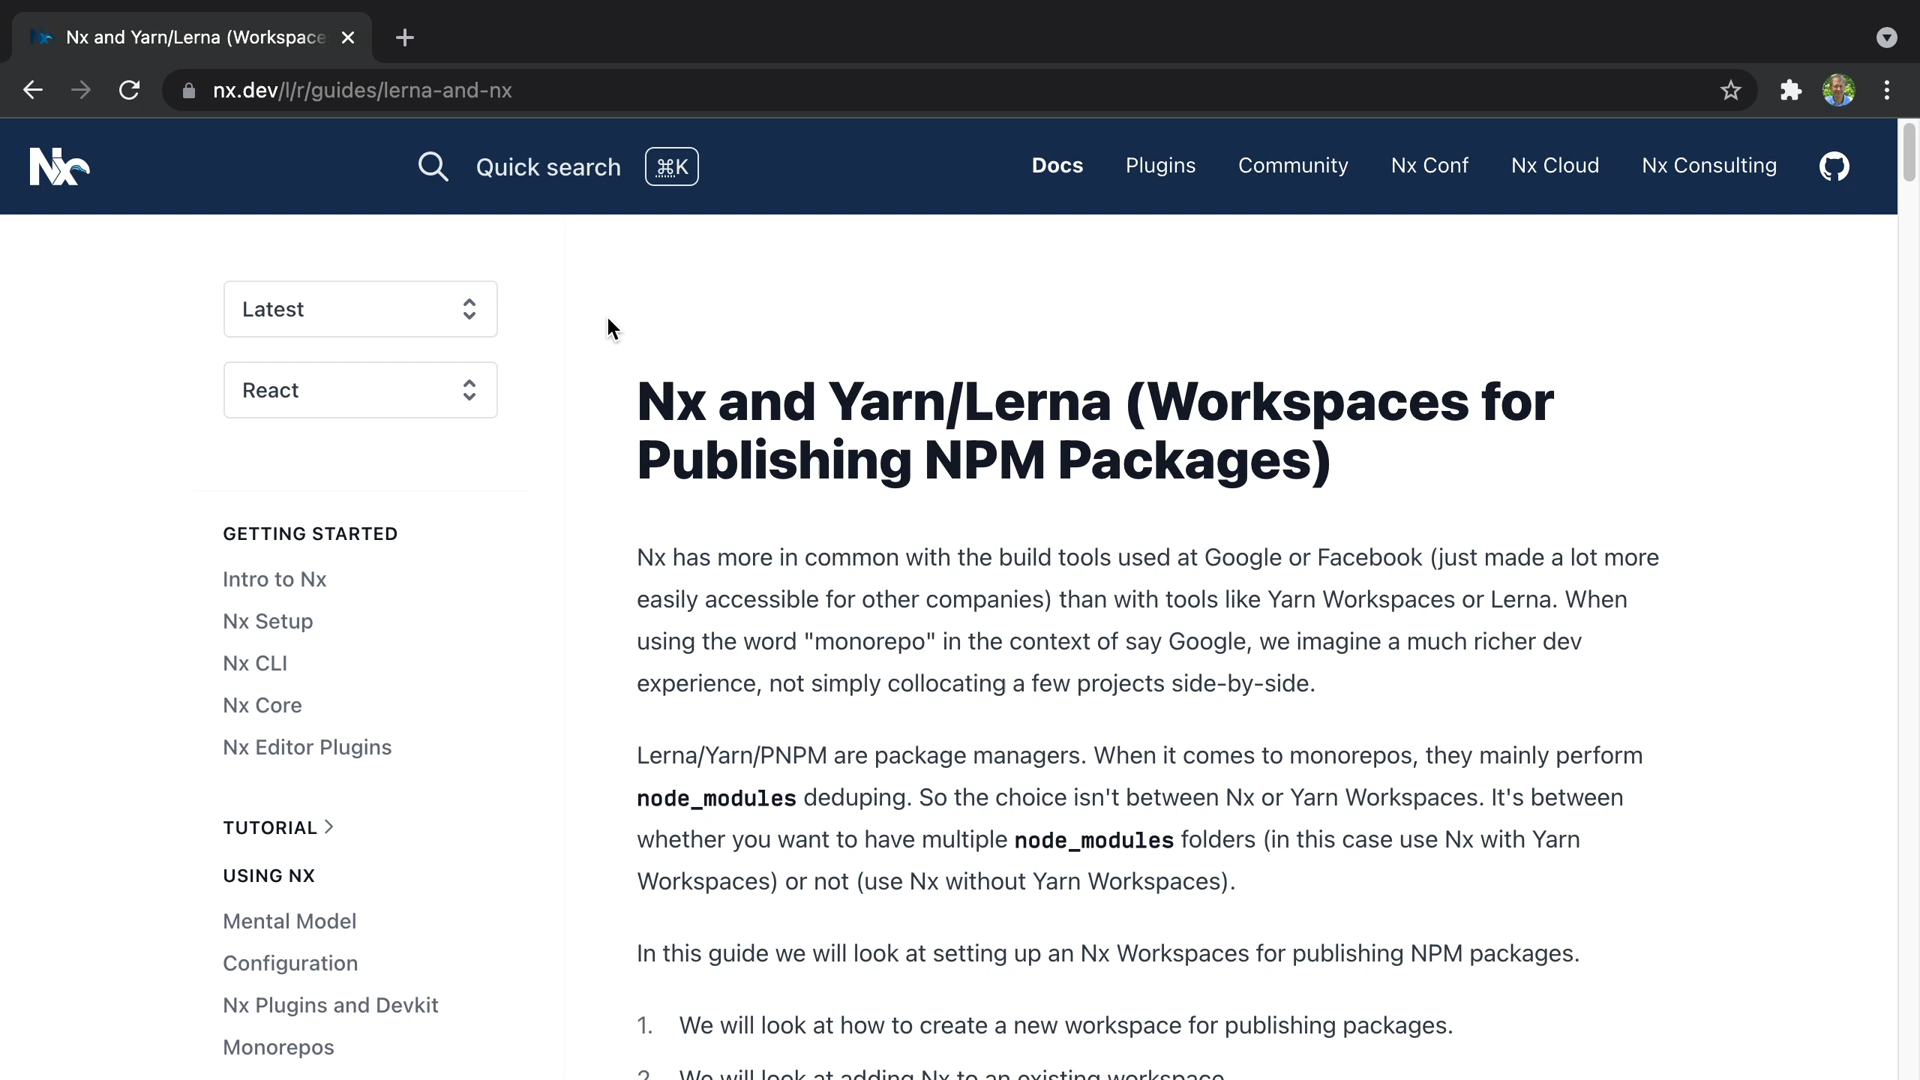 Nx and Yarn/Lerna (Workspace
nx.dev/l/r/guides/lerna-and-nx
Nx
Quick search ⌘K
Docs Plugins Community Nx Conf Nx Cloud Nx Consulting
Latest
React
GETTING STARTED
Intro to Nx
Nx Setup
Nx CLI
Nx Core
Nx Editor Plugins
TUTORIAL
USING NX
Mental Model
Configuration
Nx Plugins and Devkit
Monorepos
Nx and Yarn/Lerna (Workspaces for
Publishing NPM Packages)
Nx has more in common with the build tools used at Google or Facebook (just made a lot more
easily accessible for other companies) than with tools like Yarn Workspaces or Lerna. When
using the word "monorepo" in the context of say Google, we imagine a much richer dev
experience, not simply collocating a few projects side-by-side.
Lerna/Yarn/PNPM are package managers. When it comes to monorepos, they mainly perform
node_modules deduping. So the choice isn't between Nx or Yarn Workspaces. It's between
whether you want to have multiple node_modules folders (in this case use Nx with Yarn
Workspaces) or not (use Nx without Yarn Workspaces).
In this guide we will look at setting up an Nx Workspaces for publishing NPM packages.
1. We will look at how to create a new workspace for publishing packages.
2. We will look at adding Nx to an existing workspace